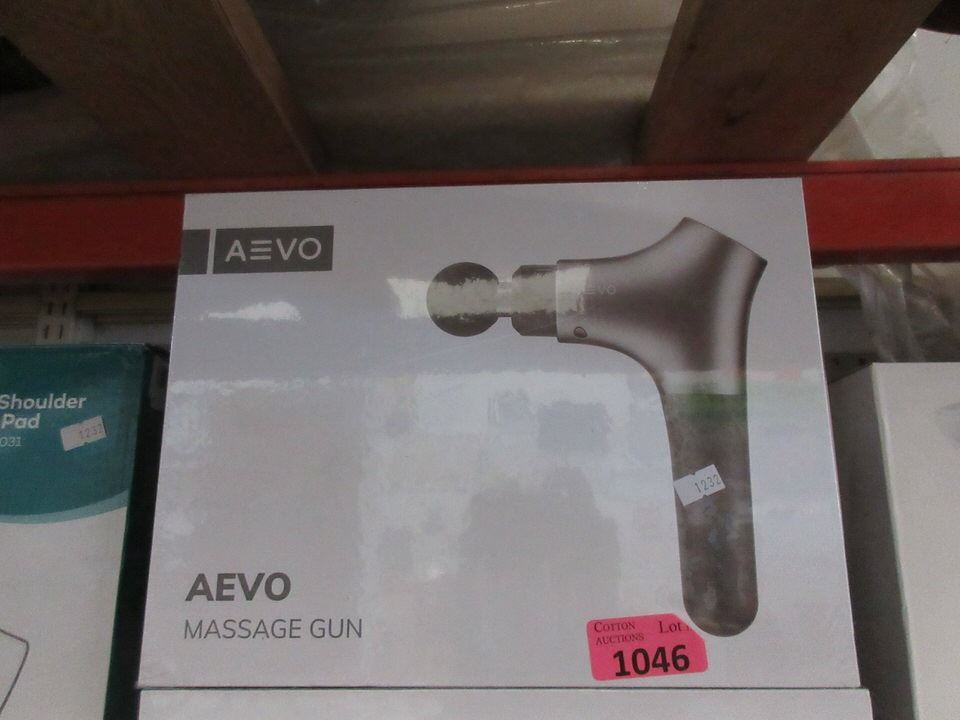 AEVO
AEVO
Shoulder
Pad
031
1232
1232
AEVO
MASSAGE GUN
COTTON
AUCTIONS
Lot
1046